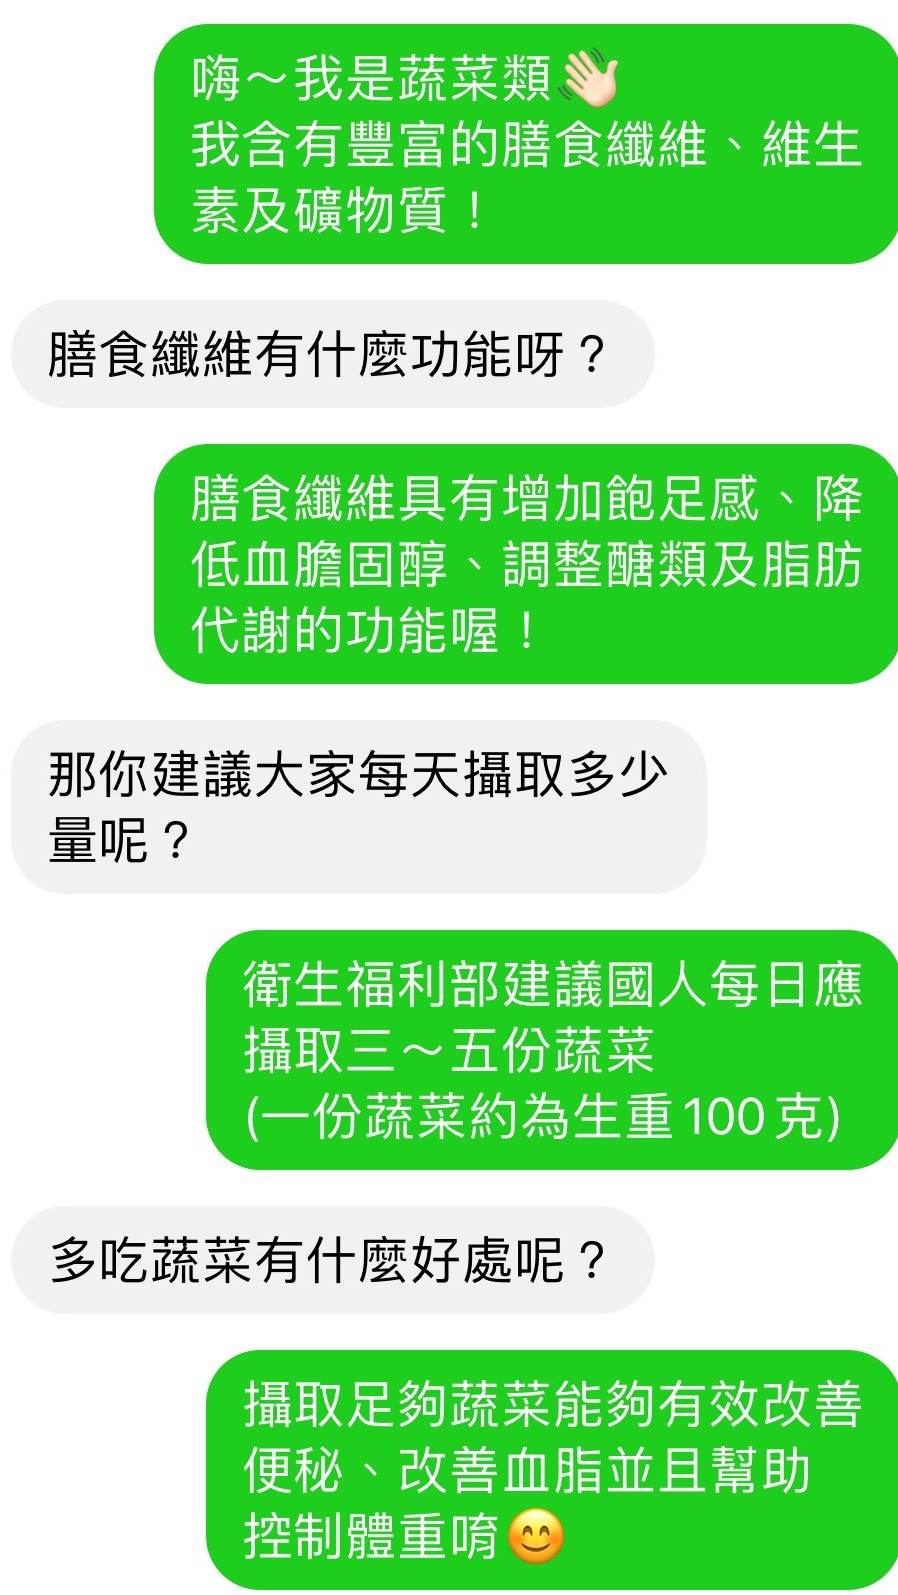 嗨～我是蔬菜類👋🏻
我含有豐富的膳食纖維、維生
素及礦物質！
膳食纖維有什麼功能呀？
膳食纖維具有增加飽足感、降
低血膽固醇、調整醣類及脂肪
代謝的功能喔！
那你建議大家每天攝取多少
量呢？
衛生福利部建議國人每日應
攝取三～五份蔬菜
(一份蔬菜約為生重100克)
多吃蔬菜有什麼好處呢？
攝取足夠蔬菜能夠有效改善
便秘、改善血脂並且幫助
控制體重唷😊